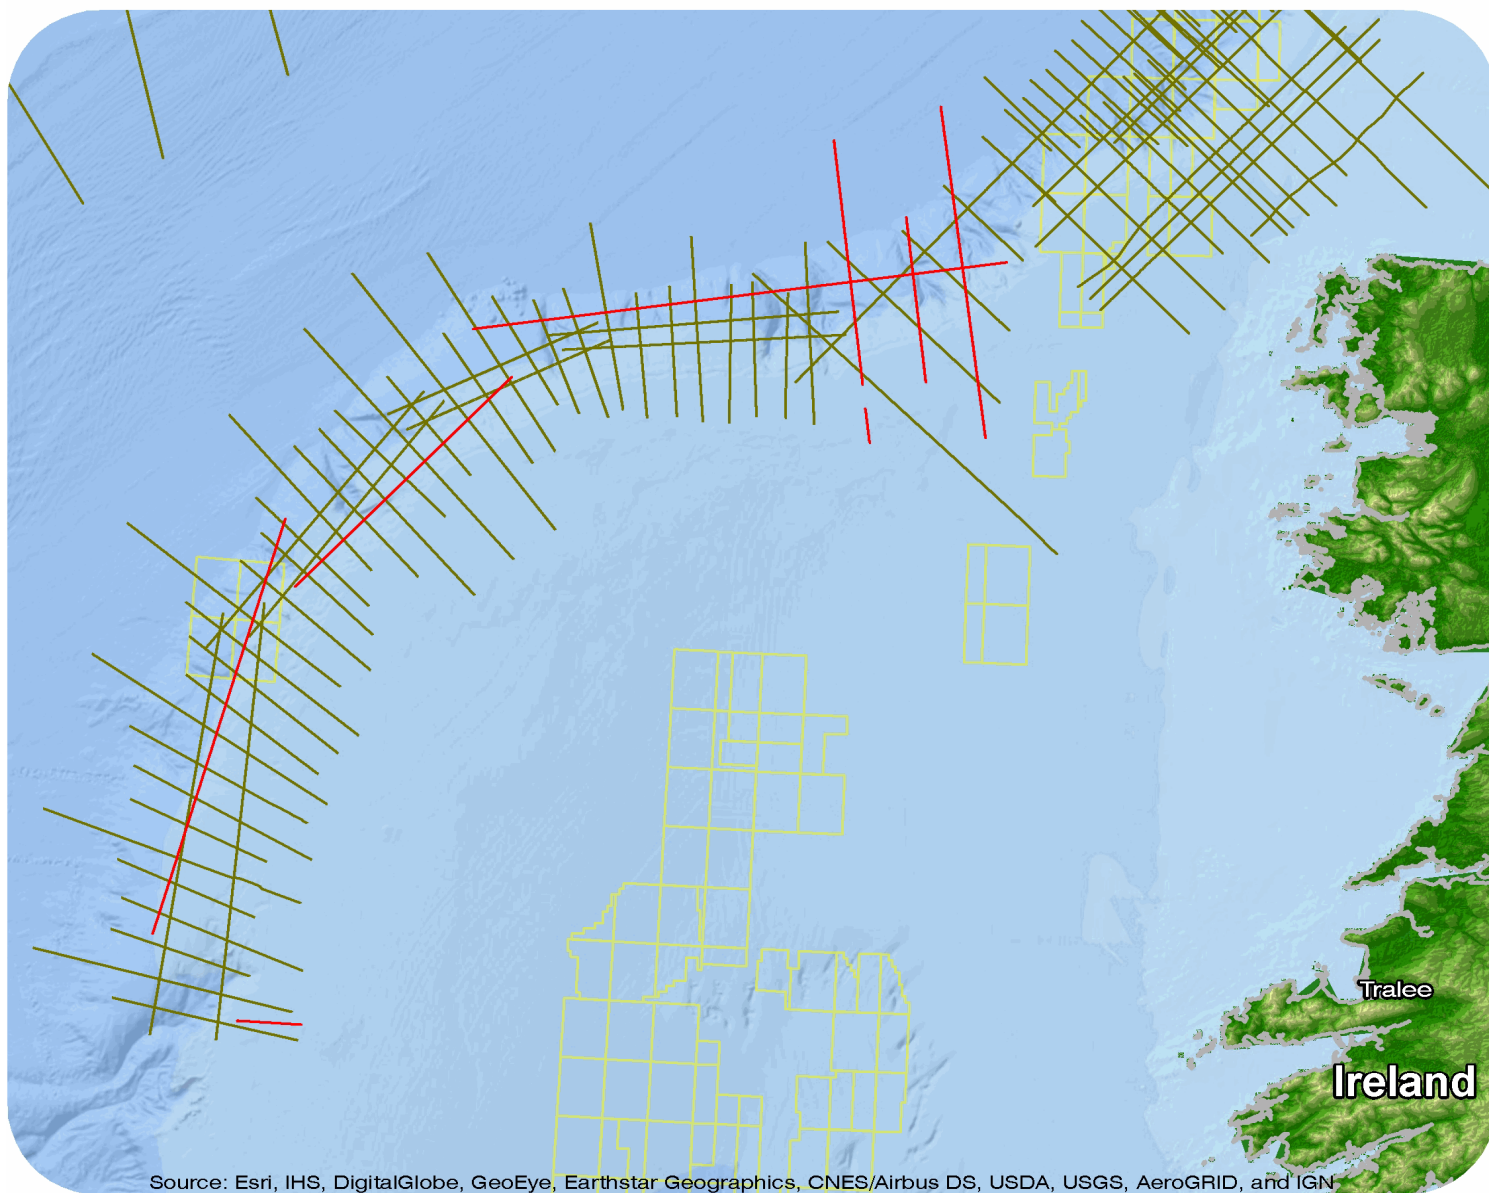 Tralee
Ireland
Source: Esri, IHS, DigitalGlobe, GeoEye, Earthstar Geographics, CNES/Airbus DS, USDA, USGS, AeroGRID, and IGN